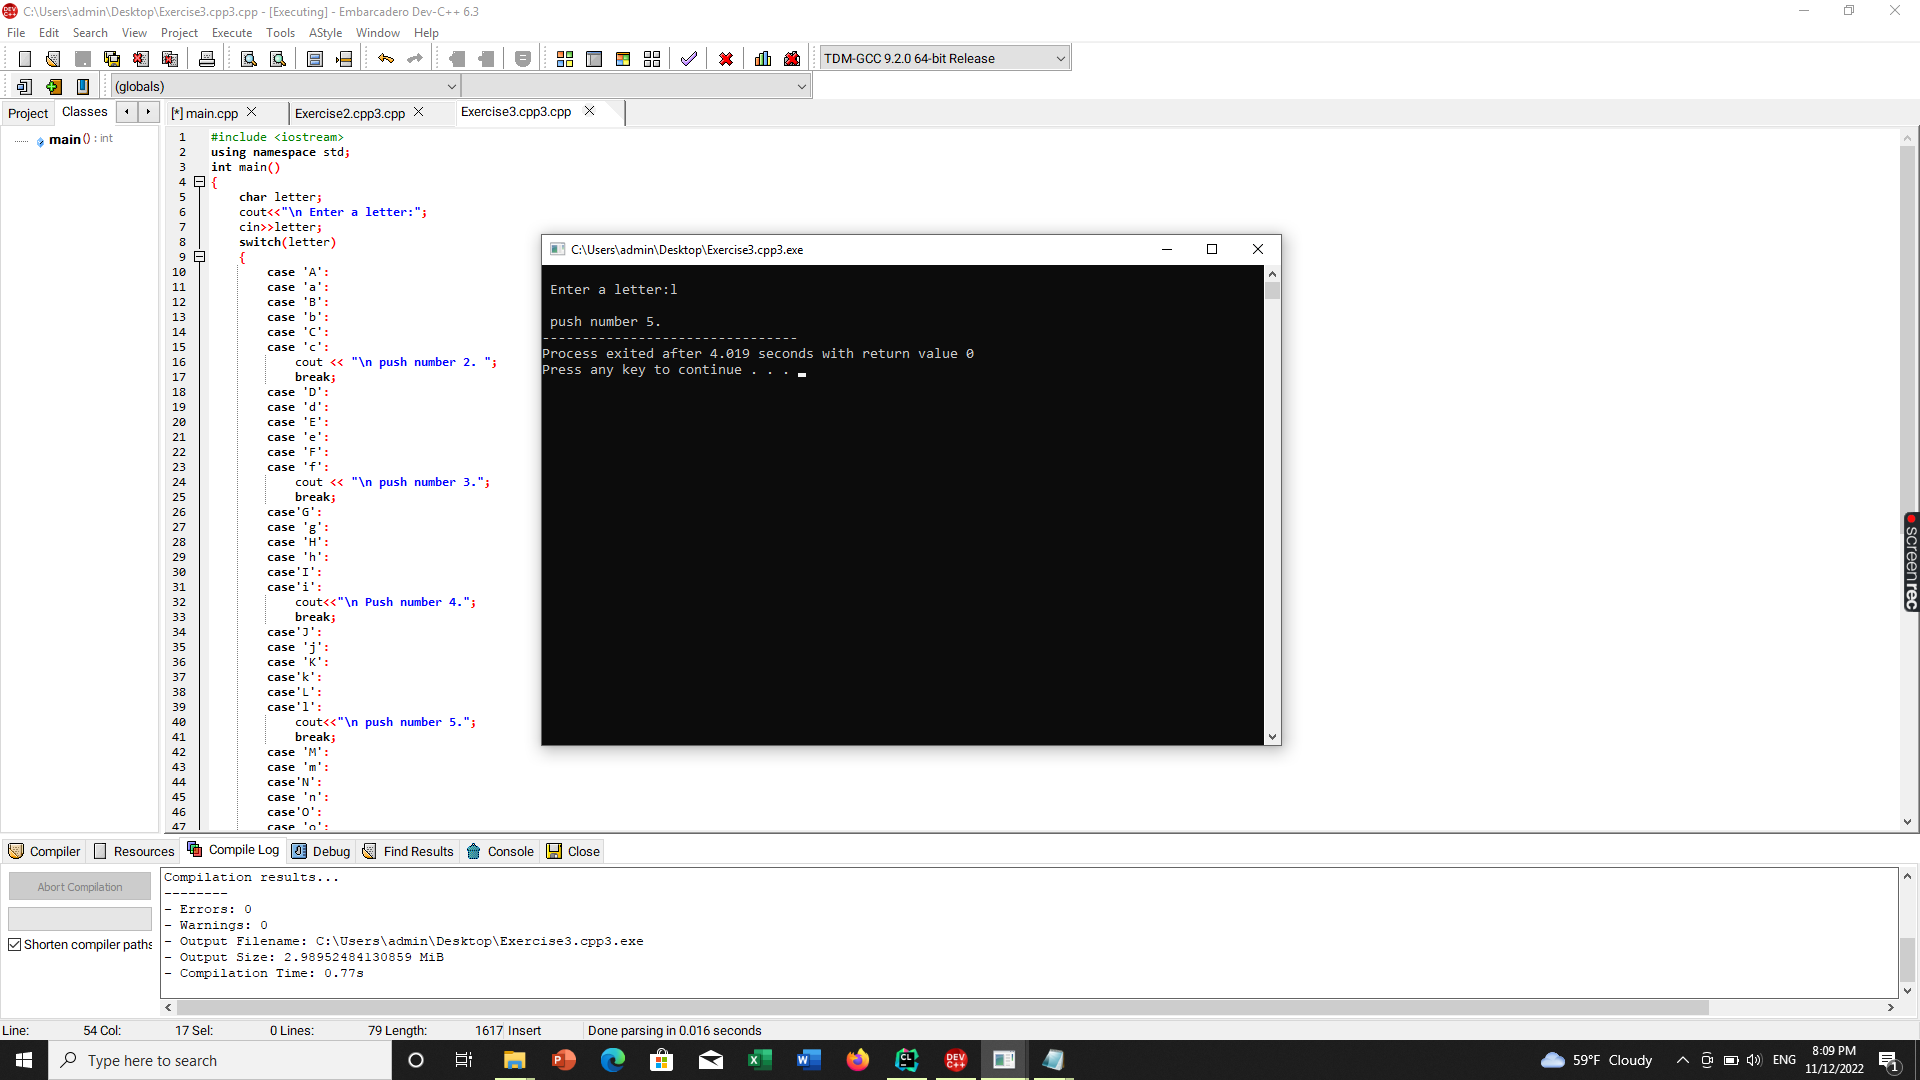 C:\Users\admin\Desktop\Exercise3.cpp3.cpp - [Executing] - Embarcadero Dev-C++ 6.3
File Edit Search View Project Execute Tools AStyle Window Help
TDM-GCC 9.2.0 64-bit Release
(globals)
Project Classes [*] main.cpp Exercise2.cpp3.cpp Exercise3.cpp3.cpp
main () : int
1 #include <iostream>
2 using namespace std;
3 int main()
4 {
5 char letter;
6 cout<<"\n Enter a letter:";
7 cin>>letter;
8 switch(letter)
9 {
10 case 'A':
11 case 'a':
12 case 'B':
13 case 'b':
14 case 'C':
15 case 'c':
16 cout << "\n push number 2. ";
17 break;
18 case 'D':
19 case 'd':
20 case 'E':
21 case 'e':
22 case 'F':
23 case 'f':
24 cout << "\n push number 3.";
25 break;
26 case'G':
27 case 'g':
28 case 'H':
29 case 'h':
30 case'I':
31 case'i':
32 cout<<"\n Push number 4.";
33 break;
34 case'J':
35 case 'j':
36 case 'K':
37 case'k':
38 case'L':
39 case'l':
40 cout<<"\n push number 5.";
41 break;
42 case 'M':
43 case 'm':
44 case'N':
45 case 'n':
46 case'O':
47 case 'o':
C:\Users\admin\Desktop\Exercise3.cpp3.exe
Enter a letter:l
push number 5.
--------------------------------
Process exited after 4.019 seconds with return value 0
Press any key to continue . . .
screenrec
Compiler Resources Compile Log Debug Find Results Console Close
Abort Compilation
Shorten compiler paths
Compilation results...
--------
- Errors: 0
- Warnings: 0
- Output Filename: C:\Users\admin\Desktop\Exercise3.cpp3.exe
- Output Size: 2.98952484130859 MiB
- Compilation Time: 0.77s
Line: 54 Col: 17 Sel: 0 Lines: 79 Length: 1617 Insert Done parsing in 0.016 seconds
Type here to search
59°F Cloudy
ENG
8:09 PM
11/12/2022
1